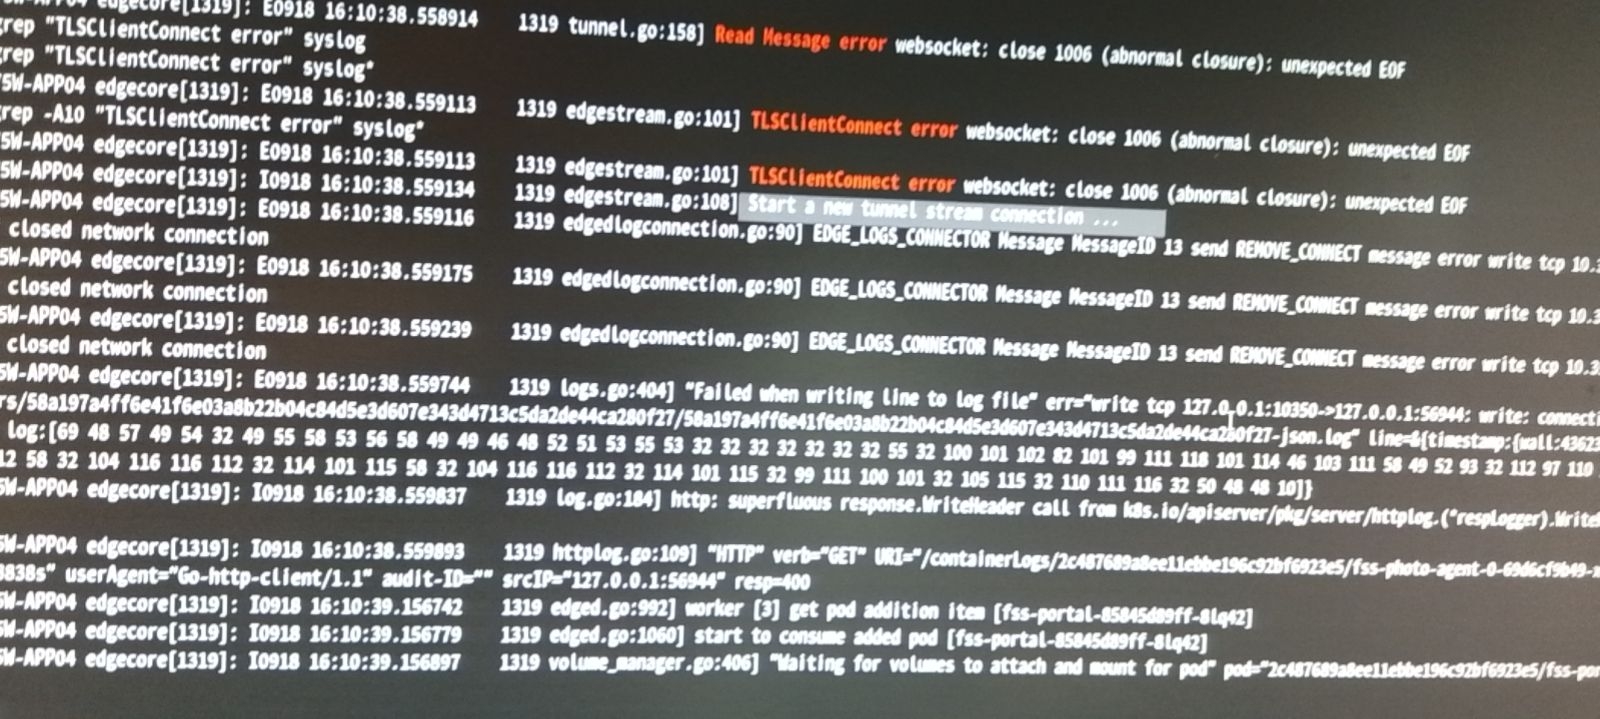 edgecore[1319]: E0918 16:10:38.558914 1319 tunnel.go:158] Read Message error websocket: close 1006 (abnormal closure): unexpected EOF
grep "TLSClientConnect error" syslog
grep "TLSClientConnect error" syslog*
5W-APP04 edgecore[1319]: E0918 16:10:38.559113 1319 edgestream.go:101] TLSClientConnect error websocket: close 1006 (abnormal closure): unexpected EOF
grep -A10 "TLSClientConnect error" syslog*
5W-APP04 edgecore[1319]: E0918 16:10:38.559113 1319 edgestream.go:101] TLSClientConnect error websocket: close 1006 (abnormal closure): unexpected EOF
5W-APP04 edgecore[1319]: I0918 16:10:38.559134 1319 edgestream.go:108] Start a new tunnel stream connection ...
5W-APP04 edgecore[1319]: E0918 16:10:38.559116 1319 edgedlogconnection.go:90] EDGE_LOGS_CONNECTOR Message MessageID 13 send REMOVE_CONNECT message error write tcp 10.3
closed network connection
5W-APP04 edgecore[1319]: E0918 16:10:38.559175 1319 edgedlogconnection.go:90] EDGE_LOGS_CONNECTOR Message MessageID 13 send REMOVE_CONNECT message error write tcp 10.3
closed network connection
5W-APP04 edgecore[1319]: E0918 16:10:38.559239 1319 edgedlogconnection.go:90] EDGE_LOGS_CONNECTOR Message MessageID 13 send REMOVE_CONNECT message error write tcp 10.3
closed network connection
5W-APP04 edgecore[1319]: E0918 16:10:38.559744 1319 logs.go:404] "Failed when writing line to log file" err="write tcp 127.0.0.1:10350->127.0.0.1:56944: write: connecti
rs/58a197a4ff6e41f6e03a8b22b04c84d5e3d607e343d4713c5da2de44ca280f27/58a197a4ff6e41f6e03a8b22b04c84d5e3d607e343d4713c5da2de44ca280f27-json.log" line=&{timestamp:{wall:43623
log:[69 48 57 49 54 32 49 55 58 53 56 58 49 49 46 48 52 51 53 55 53 32 32 32 32 32 32 32 55 32 100 101 102 82 101 99 111 118 101 114 46 103 111 58 49 52 93 32 112 97 110
12 58 32 104 116 116 112 32 114 101 115 58 32 104 116 116 112 32 114 101 115 32 99 111 100 101 32 105 115 32 110 111 116 32 50 48 48 10]}
5W-APP04 edgecore[1319]: I0918 16:10:38.559837 1319 log.go:184] http: superfluous response.WriteHeader call from k8s.io/apiserver/pkg/server/httplog.(*respLogger).WriteH
5W-APP04 edgecore[1319]: I0918 16:10:38.559893 1319 httplog.go:109] "HTTP" verb="GET" URI="/containerLogs/2c487689a8ee11ebbe196c92bf6923e5/fss-photo-agent-0-69d6cf9b49-
3838s" userAgent="Go-http-client/1.1" audit-ID="" srcIP="127.0.0.1:56944" resp=400
5W-APP04 edgecore[1319]: I0918 16:10:39.156742 1319 edged.go:992] worker [3] get pod addition item [fss-portal-85845d89ff-8lq42]
5W-APP04 edgecore[1319]: I0918 16:10:39.156779 1319 edged.go:1060] start to consume added pod [fss-portal-85845d89ff-8lq42]
5W-APP04 edgecore[1319]: I0918 16:10:39.156897 1319 volume_manager.go:406] "Waiting for volumes to attach and mount for pod" pod="2c487689a8ee11ebbe196c92bf6923e5/fss-por